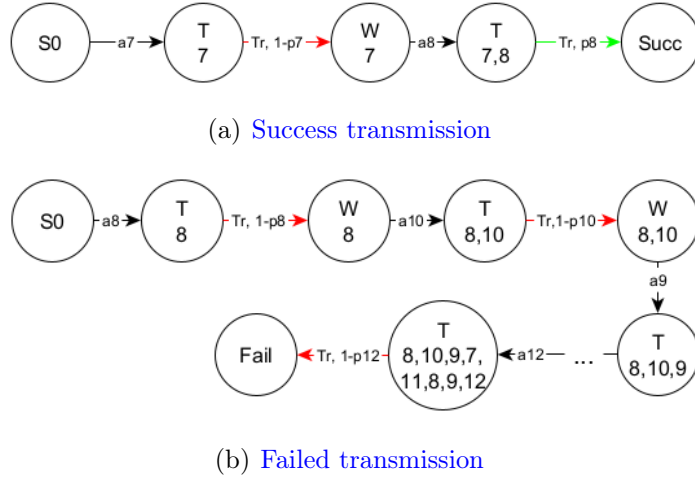 S0
a7
T
7
Tr, 1-p7
W
7
a8
T
7,8
Tr, p8
Succ
(a) Success transmission
S0
a8
T
8
Tr, 1-p8
W
8
a10
T
8,10
Tr,1-p10
W
8,10
a9
Fail
Tr, 1-p12
T
8,10,9,7,
11,8,9,12
a12
...
T
8,10,9
(b) Failed transmission